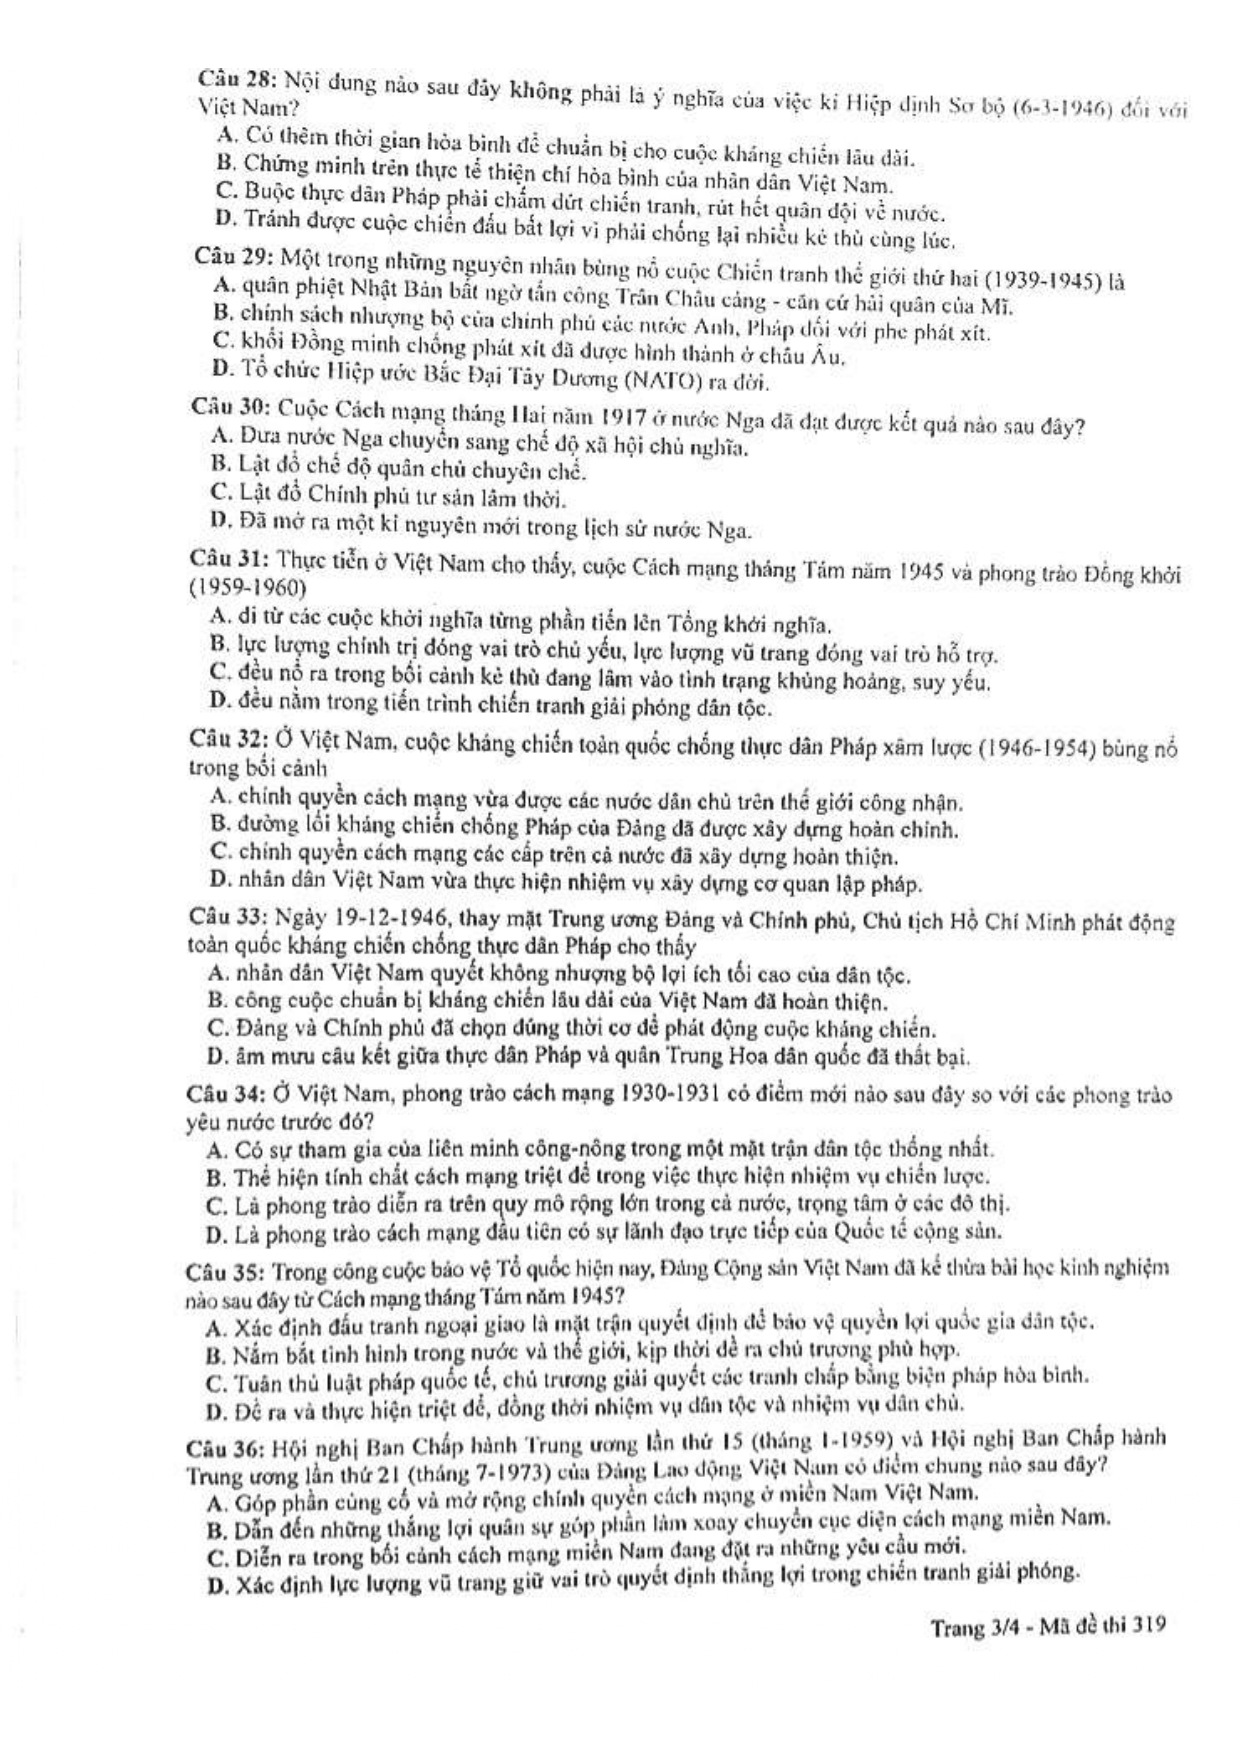 Câu 28: Nội dung nào sau đây không phải là ý nghĩa của việc kí Hiệp định Sơ bộ (6-3-1946) đối với
Việt Nam?
A. Có thêm thời gian hòa bình để chuẩn bị cho cuộc kháng chiến lâu dài.
B. Chứng minh trên thực tế thiện chí hòa bình của nhân dân Việt Nam.
C. Buộc thực dân Pháp phải chấm dứt chiến tranh, rút hết quân đội về nước.
D. Tránh được cuộc chiến đấu bất lợi vì phải chống lại nhiều kẻ thù cùng lúc.
Câu 29: Một trong những nguyên nhân bùng nổ cuộc Chiến tranh thế giới thứ hai (1939-1945) là
A. quân phiệt Nhật Bản bất ngờ tấn công Trân Châu cảng - căn cứ hải quân của Mĩ.
B. chính sách nhượng bộ của chính phủ các nước Anh, Pháp đối với phe phát xít.
C. khối Đồng minh chống phát xít đã được hình thành ở châu Âu.
D. Tổ chức Hiệp ước Bắc Đại Tây Dương (NATO) ra đời.
Câu 30: Cuộc Cách mạng tháng Hai năm 1917 ở nước Nga đã đạt được kết quả nào sau đây?
A. Đưa nước Nga chuyển sang chế độ xã hội chủ nghĩa.
B. Lật đổ chế độ quân chủ chuyên chế.
C. Lật đổ Chính phủ tư sản lâm thời.
D. Đã mở ra một kỉ nguyên mới trong lịch sử nước Nga.
Câu 31: Thực tiễn ở Việt Nam cho thấy, cuộc Cách mạng tháng Tám năm 1945 và phong trào Đồng khởi
(1959-1960)
A. đi từ các cuộc khởi nghĩa từng phần tiến lên Tổng khởi nghĩa.
B. lực lượng chính trị đóng vai trò chủ yếu, lực lượng vũ trang đóng vai trò hỗ trợ.
C. đều nổ ra trong bối cảnh kẻ thù đang lâm vào tình trạng khủng hoảng, suy yếu.
D. đều nằm trong tiến trình chiến tranh giải phóng dân tộc.
Câu 32: Ở Việt Nam, cuộc kháng chiến toàn quốc chống thực dân Pháp xâm lược (1946-1954) bùng nổ
trong bối cảnh
A. chính quyền cách mạng vừa được các nước dân chủ trên thế giới công nhận.
B. đường lối kháng chiến chống Pháp của Đảng đã được xây dựng hoàn chỉnh.
C. chính quyền cách mạng các cấp trên cả nước đã xây dựng hoàn thiện.
D. nhân dân Việt Nam vừa thực hiện nhiệm vụ xây dựng cơ quan lập pháp.
Câu 33: Ngày 19-12-1946, thay mặt Trung ương Đảng và Chính phủ, Chủ tịch Hồ Chí Minh phát động
toàn quốc kháng chiến chống thực dân Pháp cho thấy
A. nhân dân Việt Nam quyết không nhượng bộ lợi ích tối cao của dân tộc.
B. công cuộc chuẩn bị kháng chiến lâu dài của Việt Nam đã hoàn thiện.
C. Đảng và Chính phủ đã chọn đúng thời cơ để phát động cuộc kháng chiến.
D. âm mưu câu kết giữa thực dân Pháp và quân Trung Hoa dân quốc đã thất bại.
Câu 34: Ở Việt Nam, phong trào cách mạng 1930-1931 có điểm mới nào sau đây so với các phong trào
yêu nước trước đó?
A. Có sự tham gia của liên minh công-nông trong một mặt trận dân tộc thống nhất.
B. Thể hiện tính chất cách mạng triệt để trong việc thực hiện nhiệm vụ chiến lược.
C. Là phong trào diễn ra trên quy mô rộng lớn trong cả nước, trọng tâm ở các đô thị.
D. Là phong trào cách mạng đầu tiên có sự lãnh đạo trực tiếp của Quốc tế cộng sản.
Câu 35: Trong công cuộc bảo vệ Tổ quốc hiện nay, Đảng Cộng sản Việt Nam đã kế thừa bài học kinh nghiệm
nào sau đây từ Cách mạng tháng Tám năm 1945?
A. Xác định đấu tranh ngoại giao là mặt trận quyết định để bảo vệ quyền lợi quốc gia dân tộc.
B. Nắm bắt tình hình trong nước và thế giới, kịp thời đề ra chủ trương phù hợp.
C. Tuân thủ luật pháp quốc tế, chủ trương giải quyết các tranh chấp bằng biện pháp hòa bình.
D. Đề ra và thực hiện triệt để, đồng thời nhiệm vụ dân tộc và nhiệm vụ dân chủ.
Câu 36: Hội nghị Ban Chấp hành Trung ương lần thứ 15 (tháng 1-1959) và Hội nghị Ban Chấp hành
Trung ương lần thứ 21 (tháng 7-1973) của Đảng Lao động Việt Nam có điểm chung nào sau đây?
A. Góp phần củng cố và mở rộng chính quyền cách mạng ở miền Nam Việt Nam.
B. Dẫn đến những thắng lợi quân sự góp phần làm xoay chuyển cục diện cách mạng miền Nam.
C. Diễn ra trong bối cảnh cách mạng miền Nam đang đặt ra những yêu cầu mới.
D. Xác định lực lượng vũ trang giữ vai trò quyết định thắng lợi trong chiến tranh giải phóng.
Trang 3/4 - Mã đề thi 319